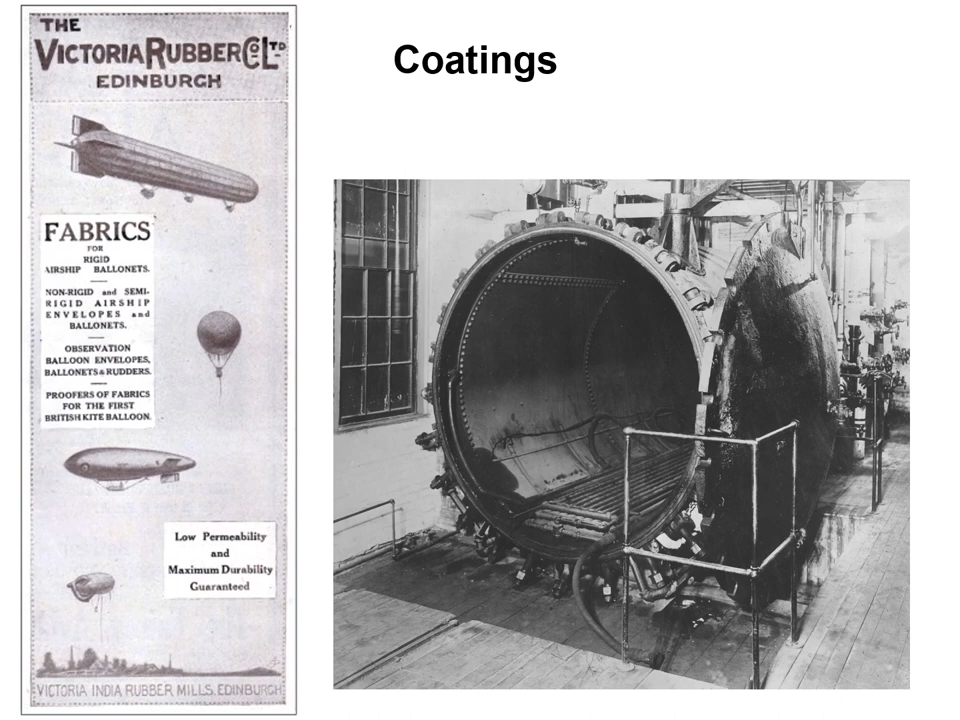 THE
VICTORIA RUBBER Co LTD
EDINBURGH
FABRICS
FOR
RIGID
AIRSHIP BALLONETS.
NON-RIGID and SEMI-
RIGID AIRSHIP
ENVELOPES and
BALLONETS.
OBSERVATION
BALLOON ENVELOPES,
BALLONETS & RUDDERS.
PROOFERS OF FABRICS
FOR THE FIRST
BRITISH KITE BALLOON.
Low Permeability
and
Maximum Durability
Guaranteed
VICTORIA INDIA RUBBER MILLS, EDINBURGH
Coatings